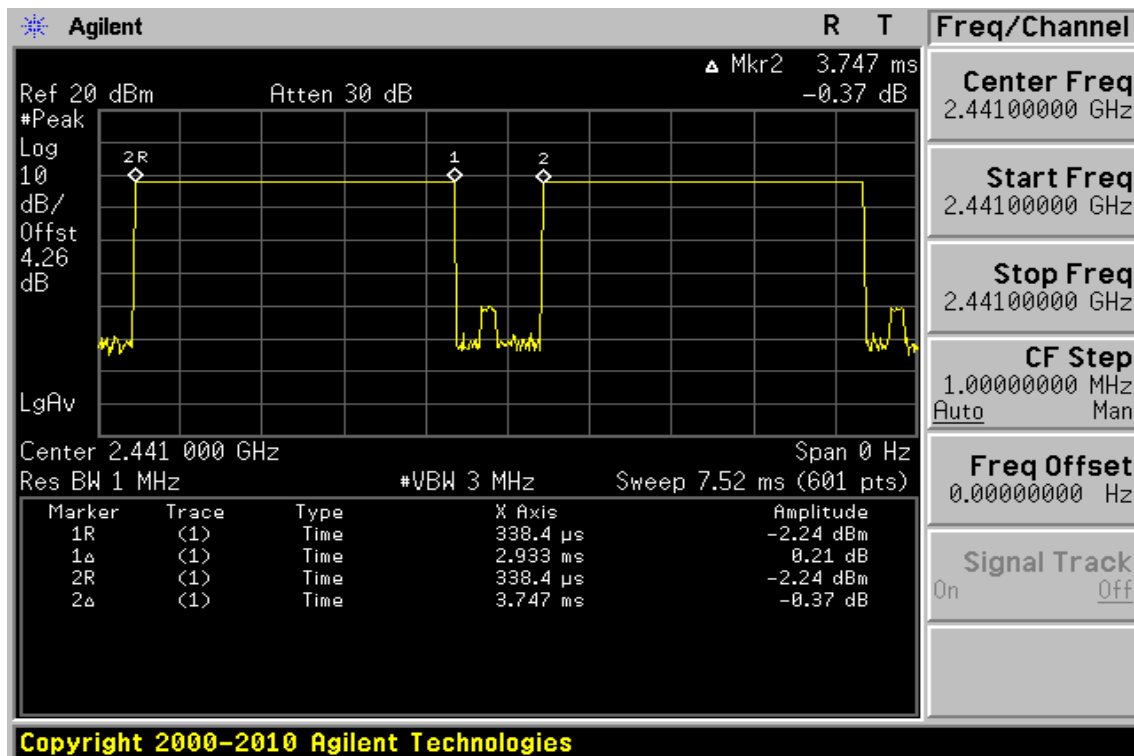 Agilent R T
Freq/Channel
▵ Mkr2 3.747 ms
Ref 20 dBm Atten 30 dB -0.37 dB
#Peak
Log
10
dB/
Offst
4.26
dB
LgAv
2R
1
2
Center 2.441 000 GHz Span 0 Hz
Res BW 1 MHz #VBW 3 MHz Sweep 7.52 ms (601 pts)
Marker Trace Type X Axis Amplitude
1R (1) Time 338.4 µs -2.24 dBm
1▵ (1) Time 2.933 ms 0.21 dB
2R (1) Time 338.4 µs -2.24 dBm
2▵ (1) Time 3.747 ms -0.37 dB
Center Freq
2.44100000 GHz
Start Freq
2.44100000 GHz
Stop Freq
2.44100000 GHz
CF Step
1.00000000 MHz
Auto Man
Freq Offset
0.00000000 Hz
Signal Track
On Off
Copyright 2000-2010 Agilent Technologies